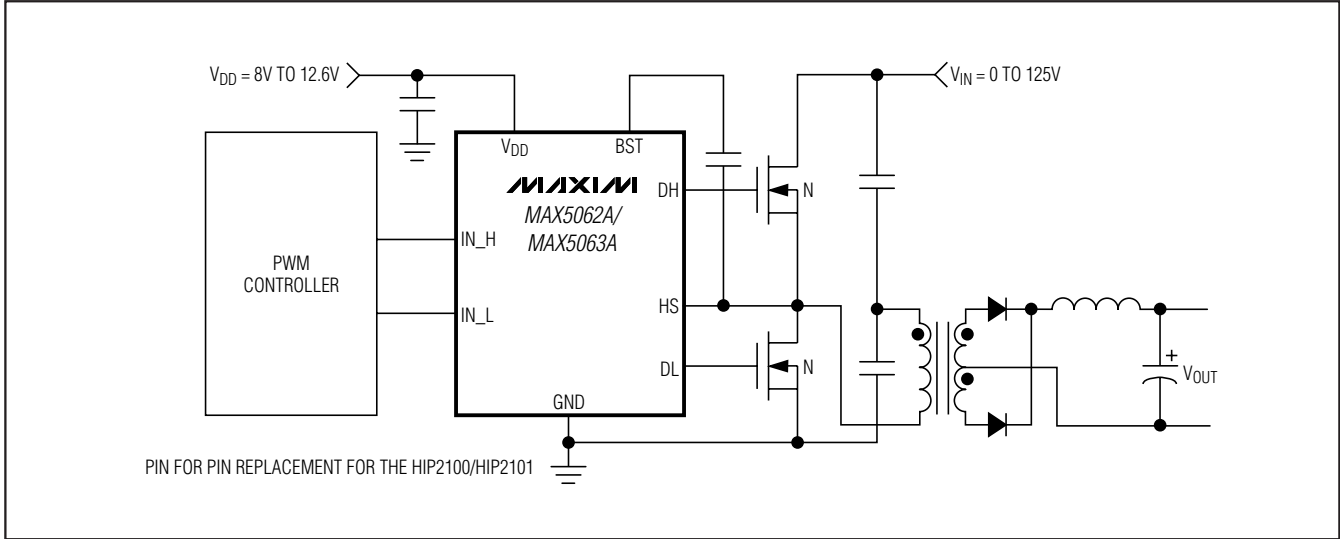 V_DD = 8V TO 12.6V
V_IN = 0 TO 125V
V_DD
BST
MAXIM
MAX5062A/
MAX5063A
DH
N
PWM
CONTROLLER
IN_H
IN_L
HS
DL
N
GND
+
V_OUT
PIN FOR PIN REPLACEMENT FOR THE HIP2100/HIP2101